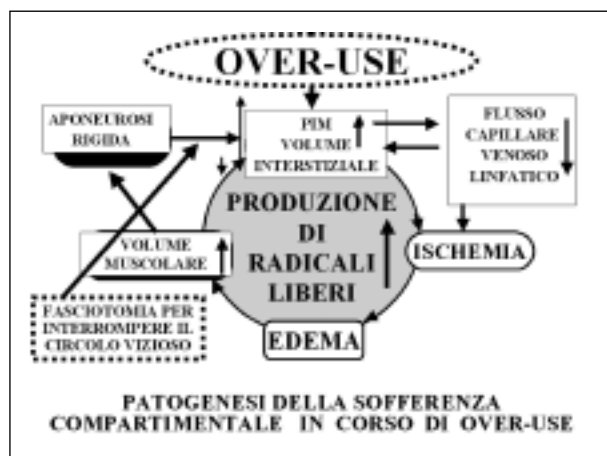 OVER-USE
APONEUROSI
RIGIDA
PIM
VOLUME
INTERSTIZIALE
FLUSSO
CAPILLARE
VENOSO
LINFATICO
PRODUZIONE
DI
RADICALI
LIBERI
VOLUME
MUSCOLARE
ISCHEMIA
FASCIOTOMIA PER
INTERROMPERE IL
CIRCOLO VIZIOSO
EDEMA
PATOGENESI DELLA SOFFERENZA
COMPARTIMENTALE IN CORSO DI OVER-USE